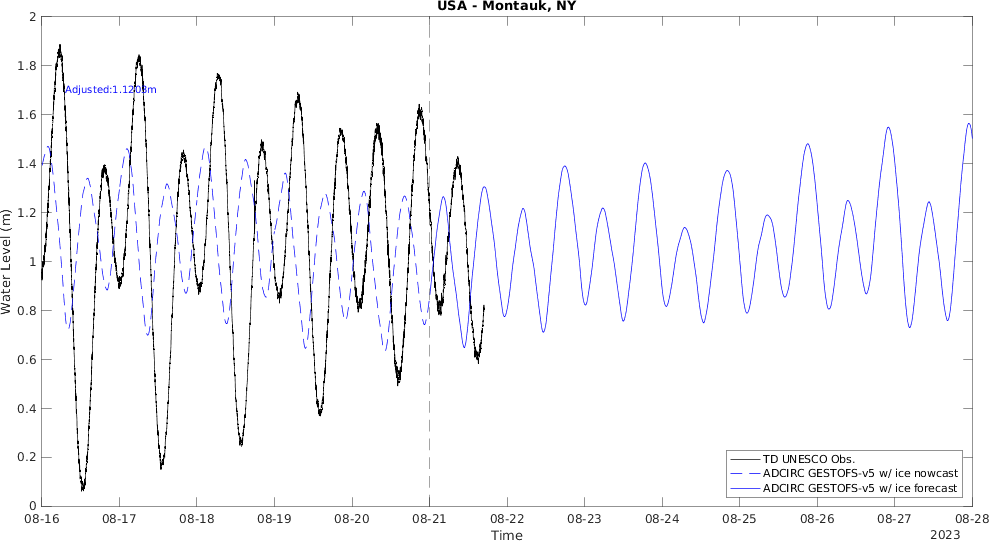 USA - Montauk, NY
2
1.8
1.6
1.4
1.2
1
0.8
0.6
0.4
0.2
0
Water Level (m)
Adjusted:1.1203m
TD UNESCO Obs.
ADCIRC GESTOFS-v5 w/ ice nowcast
ADCIRC GESTOFS-v5 w/ ice forecast
08-16 08-17 08-18 08-19 08-20 08-21 08-22 08-23 08-24 08-25 08-26 08-27 08-28
Time
2023